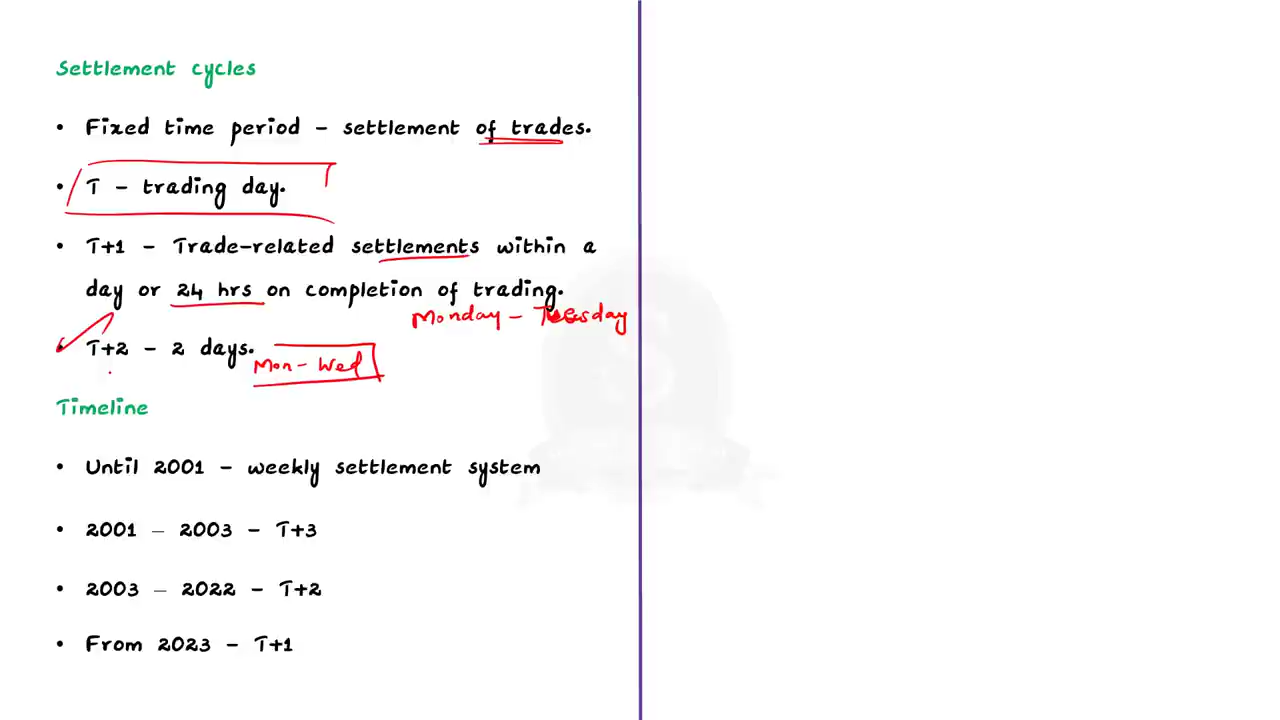 Settlement cycles
• Fixed time period – settlement of trades.
• T – trading day.
• T+1 – Trade-related settlements within a
day or 24 hrs on completion of trading.
Monday – Tuesday
• T+2 – 2 days.
Mon – Wed
Timeline
• Until 2001 – weekly settlement system
• 2001 – 2003 – T+3
• 2003 – 2022 – T+2
• From 2023 – T+1